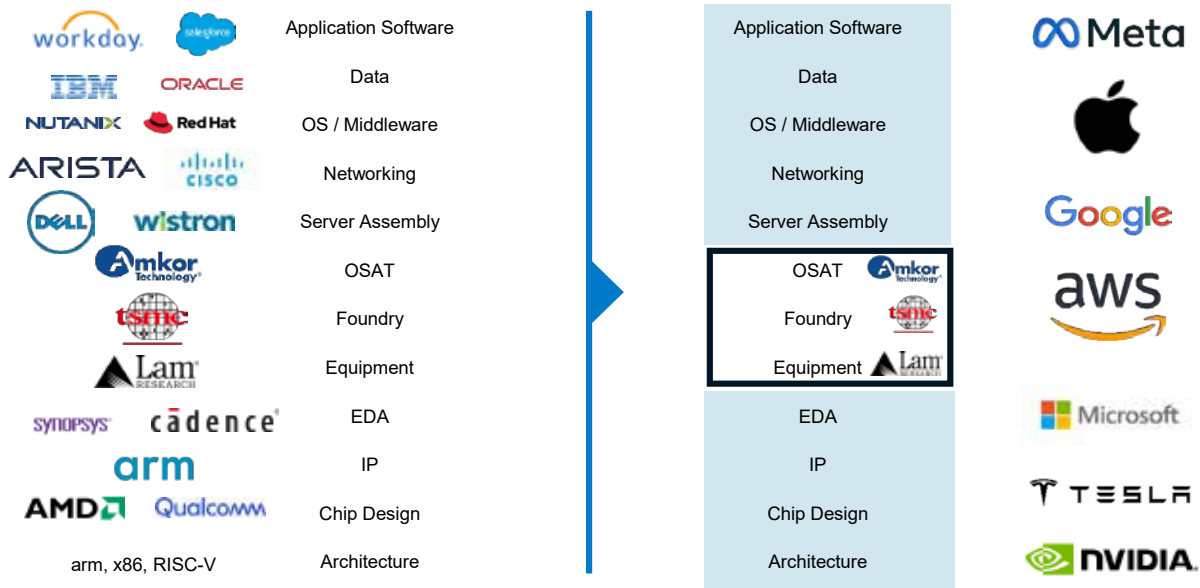 workday. salesforce Application Software
IBM ORACLE Data
NUTANIX Red Hat OS / Middleware
ARISTA CISCO Networking
DELL wistron Server Assembly
Amkor Technology® OSAT
tsmc Foundry
Lam® RESEARCH Equipment
SYNOPSYS® cādence® EDA
arm IP
AMD Qualcomm Chip Design
arm, x86, RISC-V Architecture
Application Software
Data
OS / Middleware
Networking
Server Assembly
OSAT Amkor Technology®
Foundry tsmc
Equipment Lam RESEARCH
EDA
IP
Chip Design
Architecture
Meta
Google
aws
Microsoft
TESLA
NVIDIA.